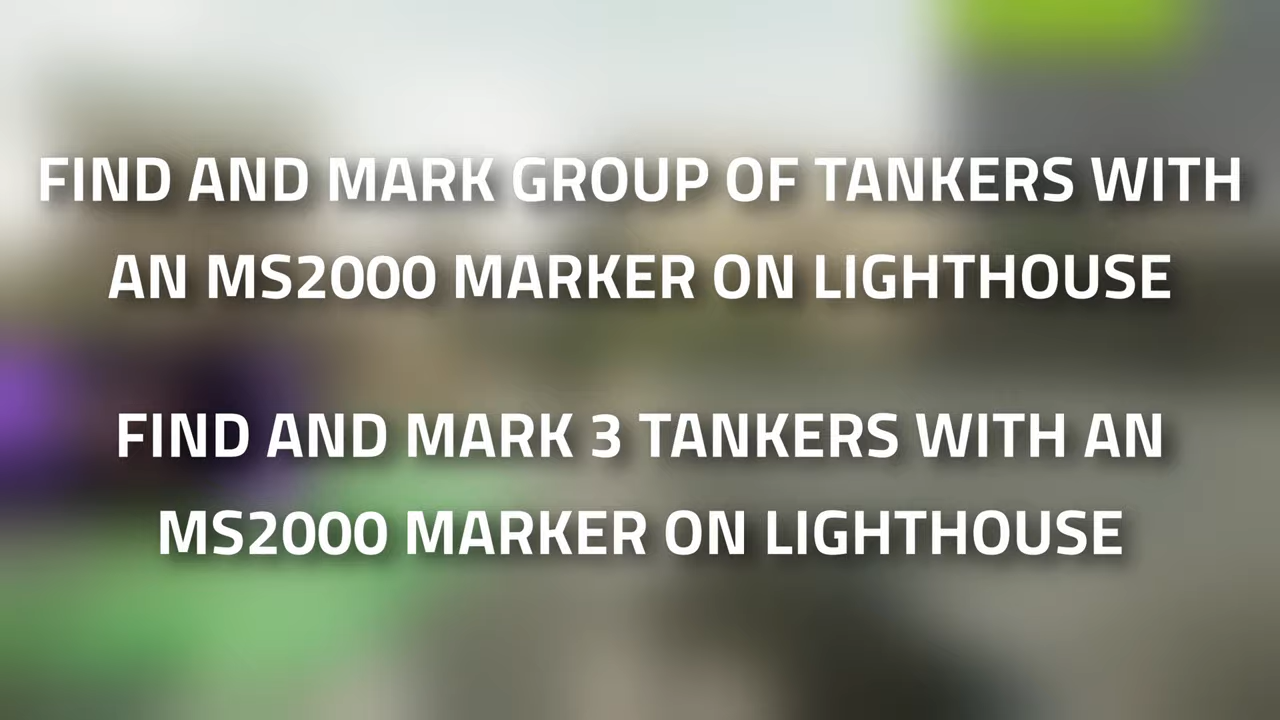 FIND AND MARK GROUP OF TANKERS WITH
AN MS2000 MARKER ON LIGHTHOUSE
FIND AND MARK 3 TANKERS WITH AN
MS2000 MARKER ON LIGHTHOUSE